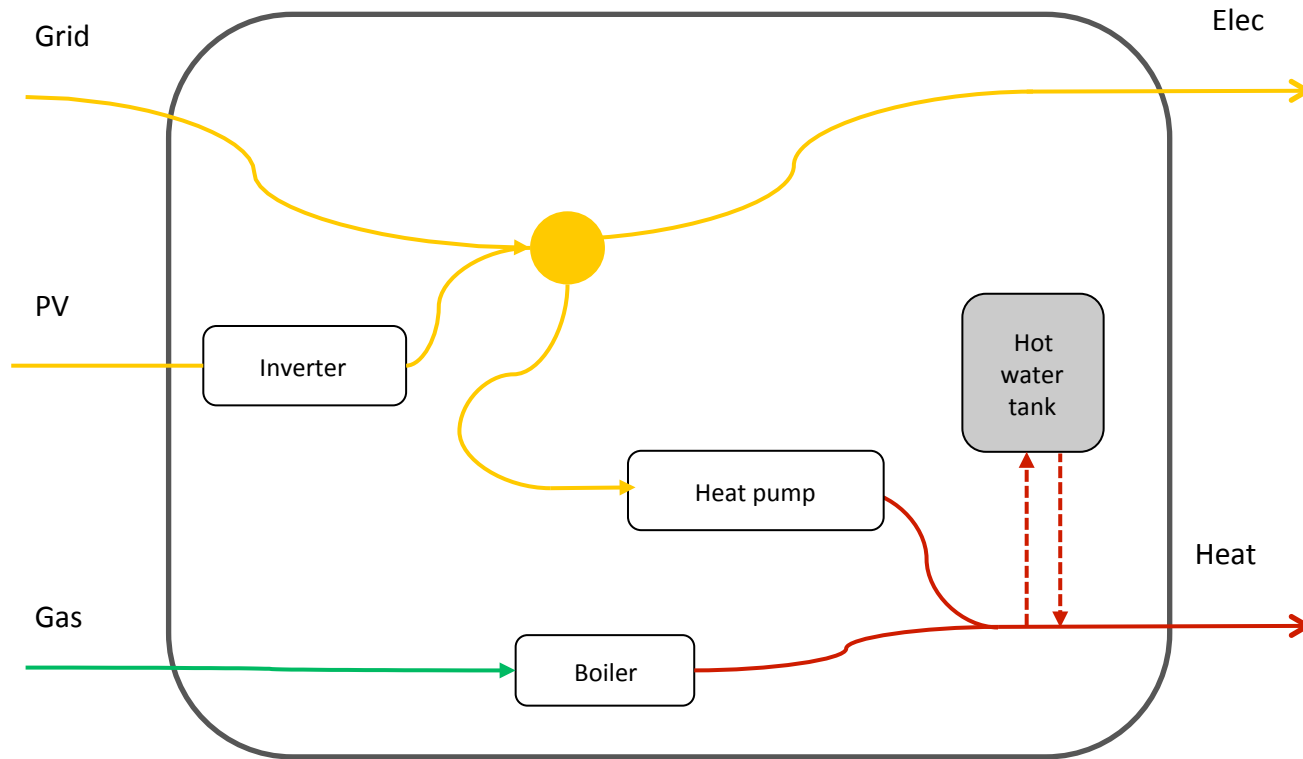 Grid
Elec
PV
Inverter
Hot
water
tank
Heat pump
Heat
Gas
Boiler